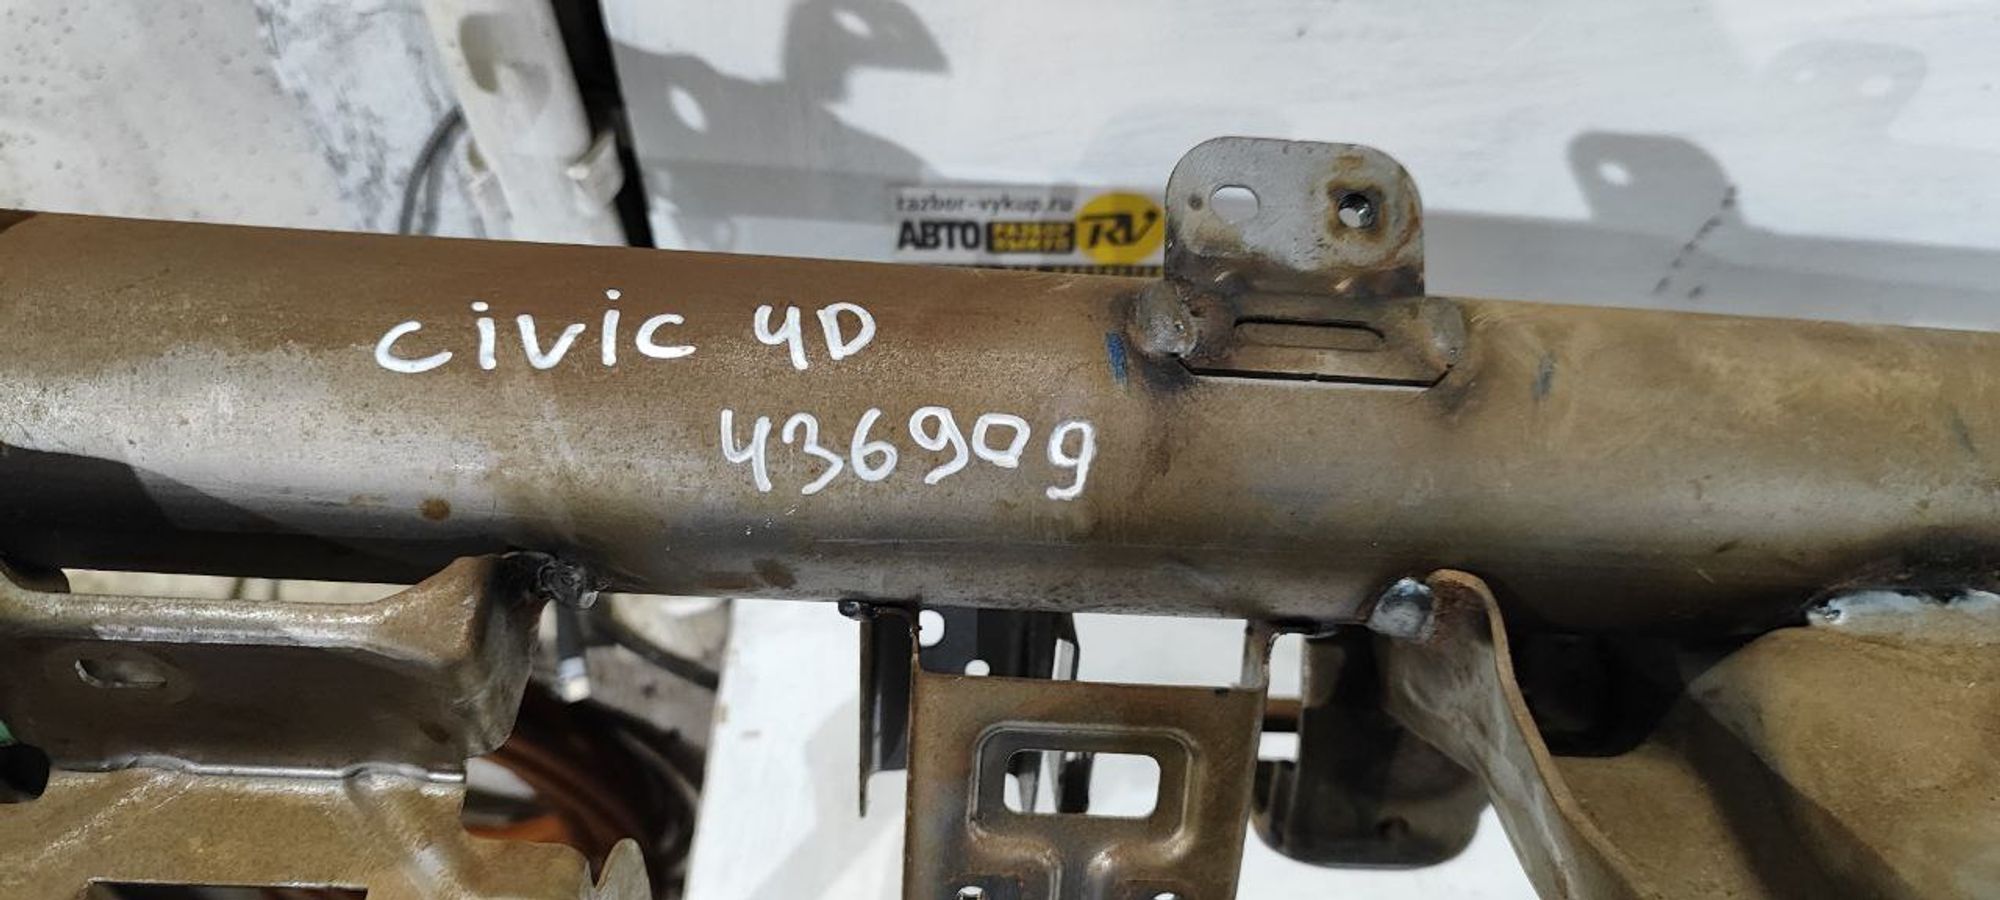 razbor-vykup.ru
АВТО
RV
civic 4D
436909